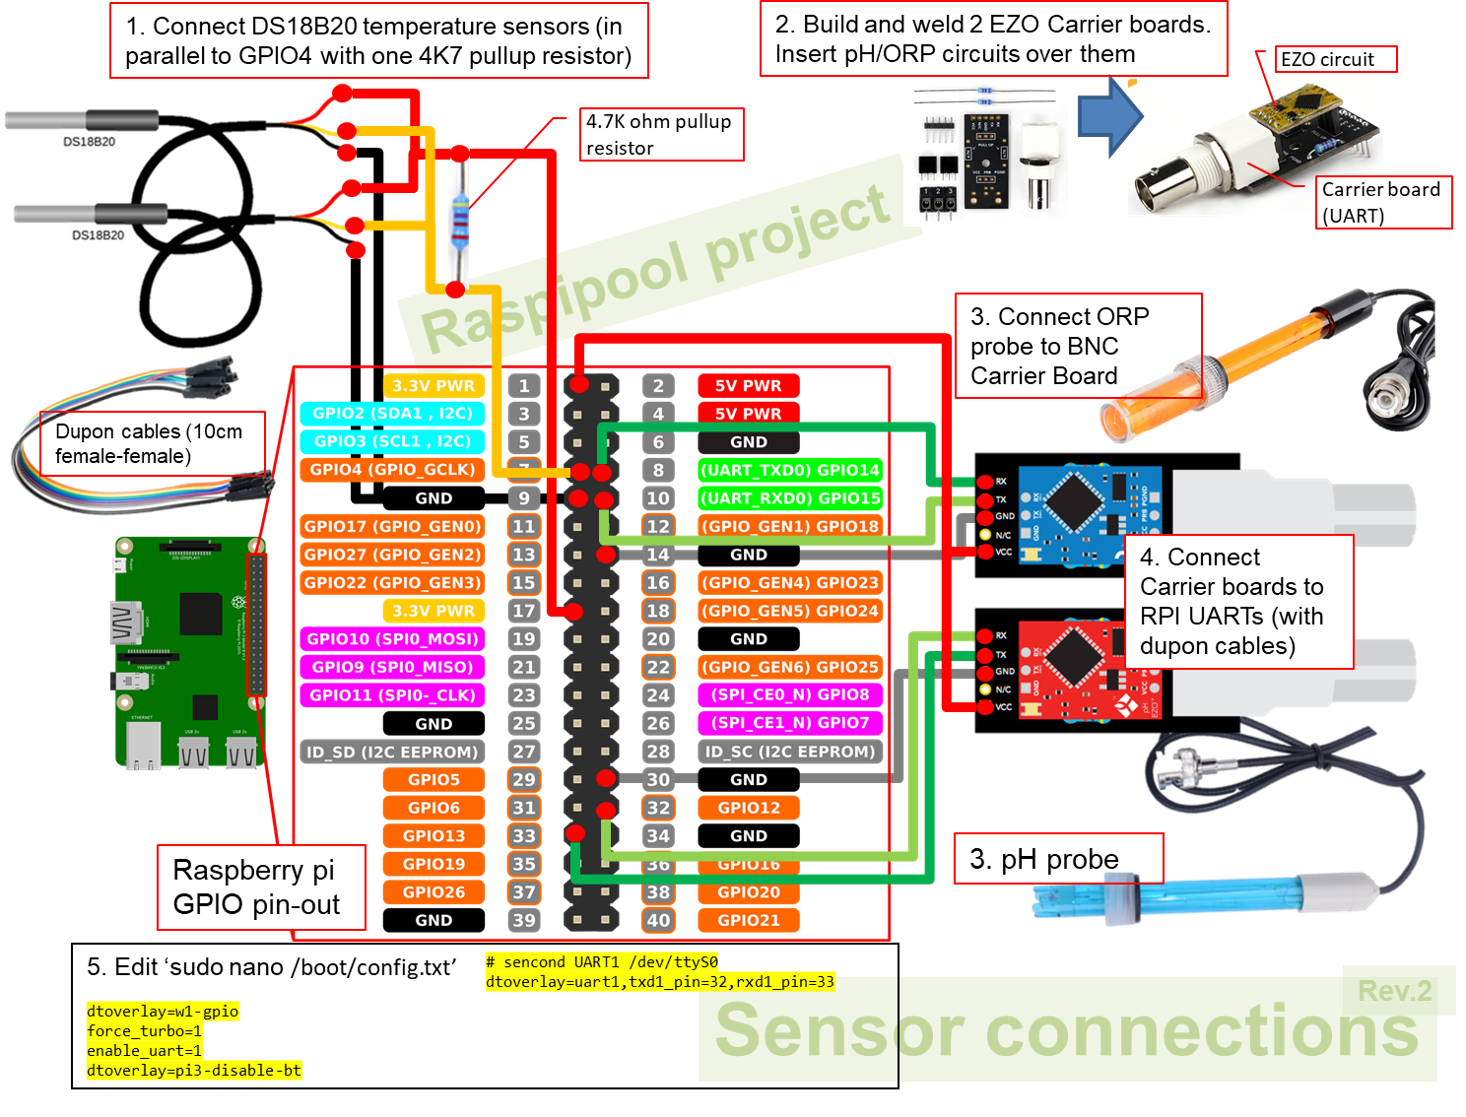 1. Connect DS18B20 temperature sensors (in
parallel to GPIO4 with one 4K7 pullup resistor)
2. Build and weld 2 EZO Carrier boards.
Insert pH/ORP circuits over them
EZO circuit
Carrier board
(UART)
4.7K ohm pullup
resistor
DS18B20
DS18B20
Raspipool project
3. Connect ORP
probe to BNC
Carrier Board
Dupon cables (10cm
female-female)
3.3V PWR 1 2 5V PWR
GPIO2 (SDA1 , I2C) 3 4 5V PWR
GPIO3 (SCL1 , I2C) 5 6 GND
GPIO4 (GPIO_GCLK) 7 8 (UART_TXD0) GPIO14
GND 9 10 (UART_RXD0) GPIO15
GPIO17 (GPIO_GEN0) 11 12 (GPIO_GEN1) GPIO18
GPIO27 (GPIO_GEN2) 13 14 GND
GPIO22 (GPIO_GEN3) 15 16 (GPIO_GEN4) GPIO23
3.3V PWR 17 18 (GPIO_GEN5) GPIO24
GPIO10 (SPI0_MOSI) 19 20 GND
GPIO9 (SPI0_MISO) 21 22 (GPIO_GEN6) GPIO25
GPIO11 (SPI0-_CLK) 23 24 (SPI_CE0_N) GPIO8
GND 25 26 (SPI_CE1_N) GPIO7
ID_SD (I2C EEPROM) 27 28 ID_SC (I2C EEPROM)
GPIO5 29 30 GND
GPIO6 31 32 GPIO12
GPIO13 33 34 GND
GPIO19 35 36 GPIO16
GPIO26 37 38 GPIO20
GND 39 40 GPIO21
RX
TX
GND
N/C
VCC
4. Connect
Carrier boards to
RPI UARTs (with
dupon cables)
RX
TX
GND
N/C
VCC
pH
EZO
ETHERNET
USB 2x
USB 2x
Raspberry pi
GPIO pin-out
3. pH probe
5. Edit ‘sudo nano /boot/config.txt’
# sencond UART1 /dev/ttyS0
dtoverlay=uart1,txd1_pin=32,rxd1_pin=33
dtoverlay=w1-gpio
force_turbo=1
enable_uart=1
dtoverlay=pi3-disable-bt
Rev.2
Sensor connections